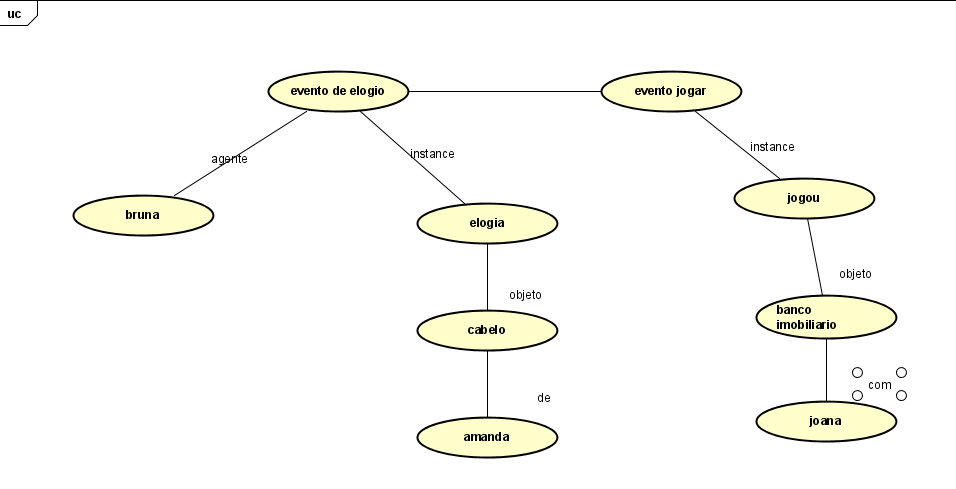 uc
evento de elogio
evento jogar
agente
instance
instance
bruna
elogia
jogou
objeto
objeto
cabelo
banco
imobiliario
de
com
amanda
joana